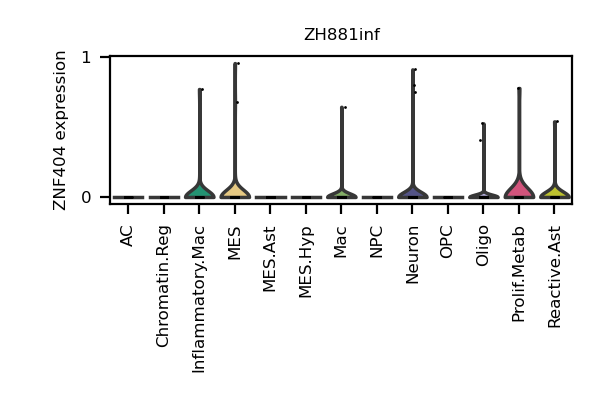 ZH881inf
ZNF404 expression
1
0
AC
Chromatin.Reg
Inflammatory.Mac
MES
MES.Ast
MES.Hyp
Mac
NPC
Neuron
OPC
Oligo
Prolif.Metab
Reactive.Ast